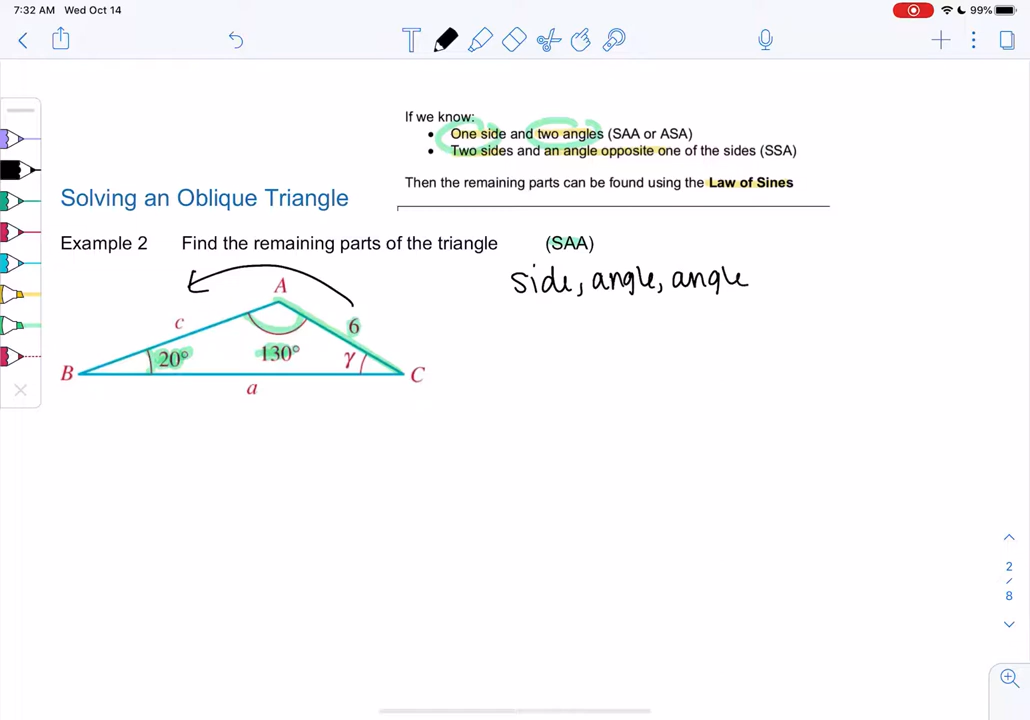 7:32 AM Wed Oct 14
99%
T
If we know:
• One side and two angles (SAA or ASA)
• Two sides and an angle opposite one of the sides (SSA)
Then the remaining parts can be found using the Law of Sines
Solving an Oblique Triangle
Example 2 Find the remaining parts of the triangle (SAA)
side, angle, angle
A
c
6
20°
130°
γ
B
C
a
2
/
8